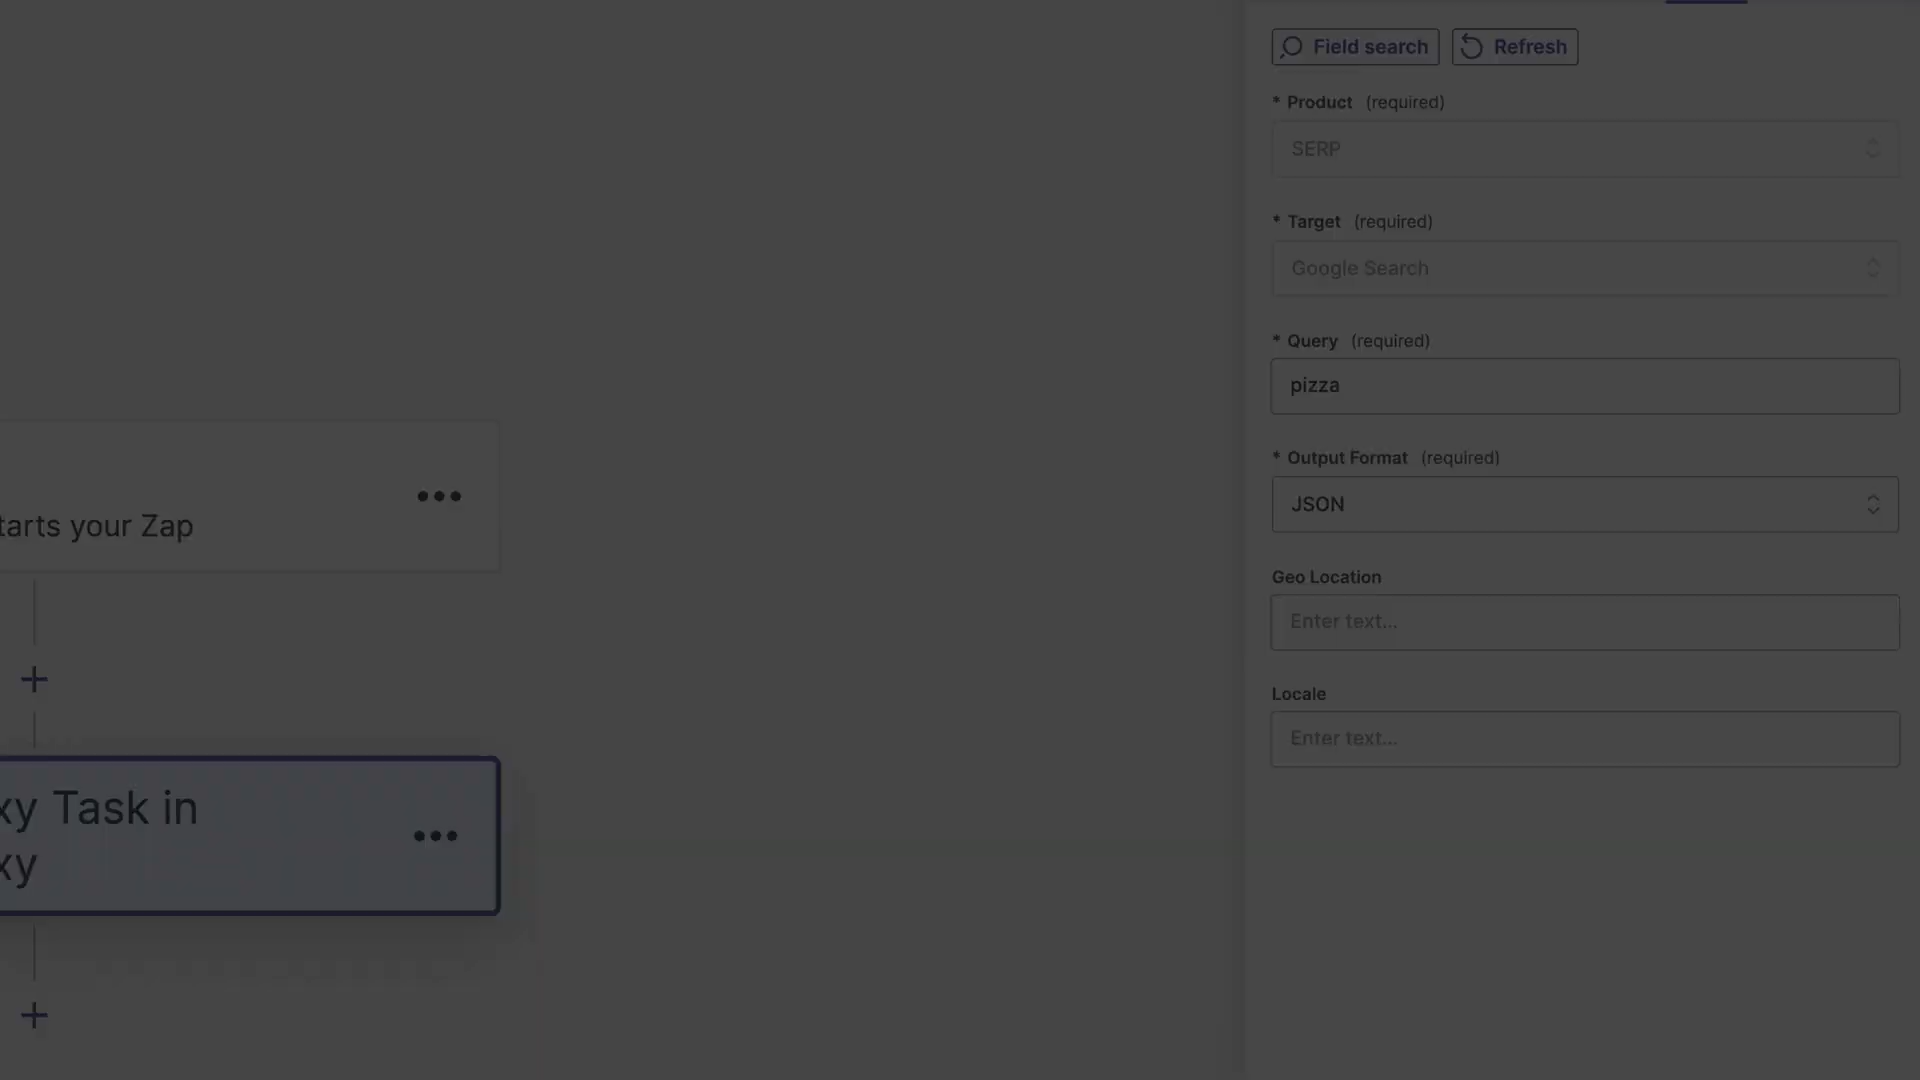 Field search
Refresh
* Product (required)
SERP
* Target (required)
Google Search
* Query (required)
pizza
* Output Format (required)
JSON
Geo Location
Enter text...
Locale
Enter text...
tarts your Zap
xy Task in
xy